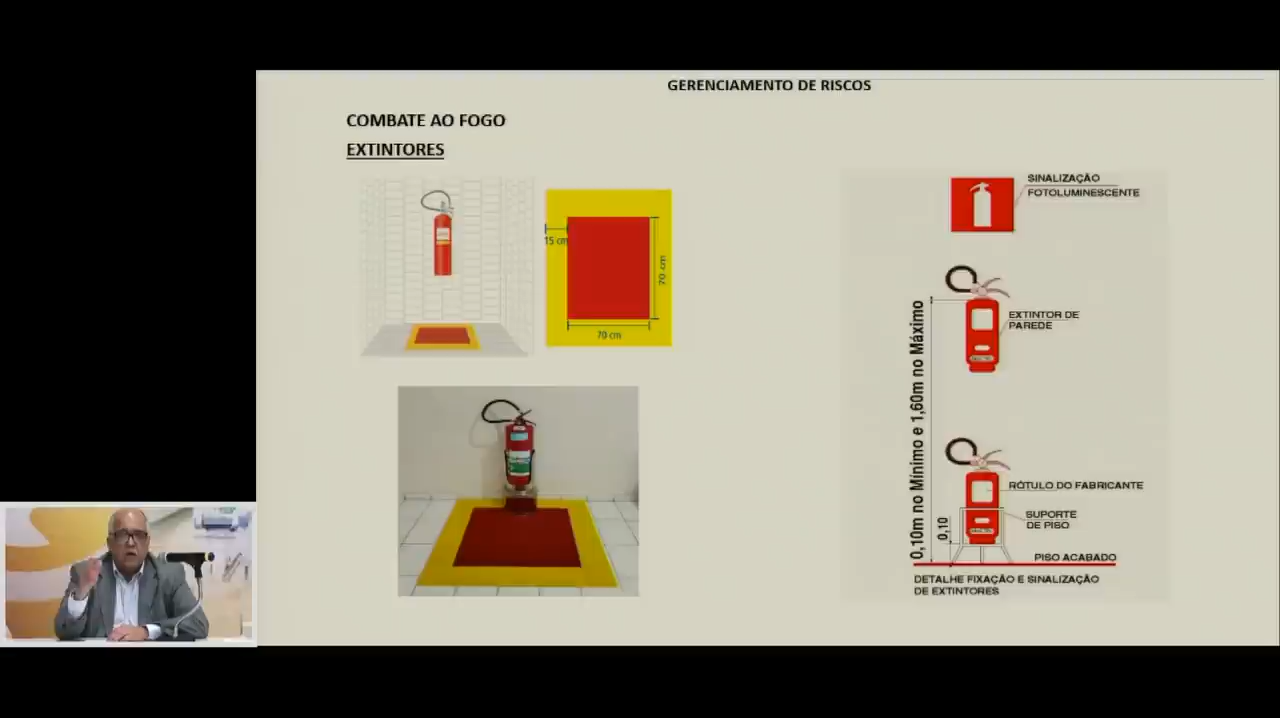 GERENCIAMENTO DE RISCOS
COMBATE AO FOGO
EXTINTORES
15 cm
70 cm
70 cm
SINALIZAÇÃO
FOTOLUMINESCENTE
EXTINTOR DE
PAREDE
0,10m no Mínimo e 1,60m no Máximo
RÓTULO DO FABRICANTE
SUPORTE
DE PISO
0,10
PISO ACABADO
DETALHE FIXAÇÃO E SINALIZAÇÃO
DE EXTINTORES